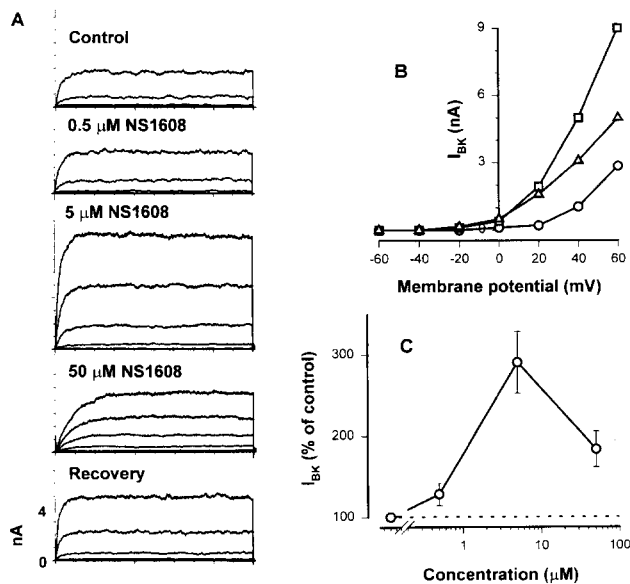 A
Control
0.5 μM NS1608
5 μM NS1608
50 μM NS1608
Recovery
4
nA
0
B
9
6
3
0
I_BK (nA)
-60 -40 -20 0 20 40 60
Membrane potential (mV)
C
300
200
100
I_BK (% of control)
1 10 100
Concentration (μM)